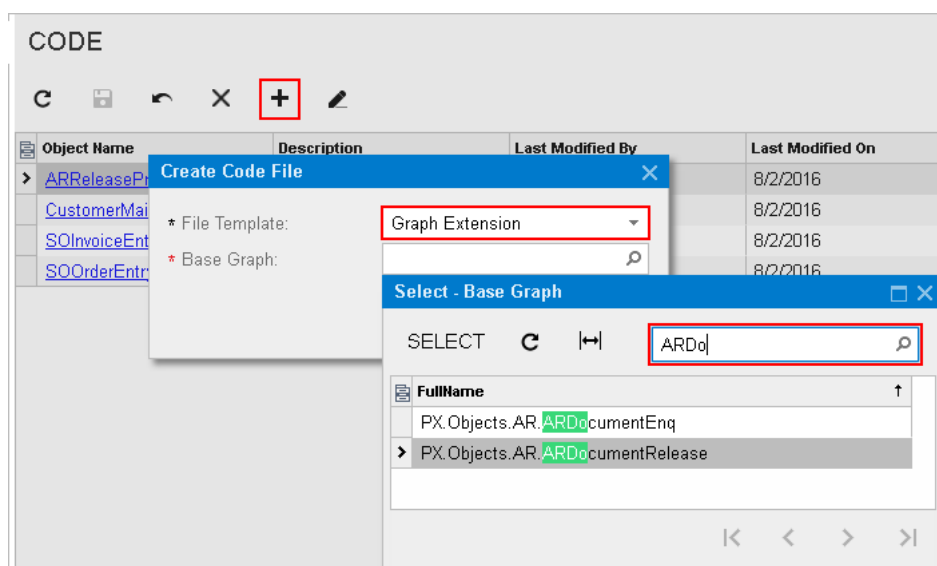 CODE
Object Name Description Last Modified By Last Modified On
ARReleasePr 8/2/2016
CustomerMai 8/2/2016
SOInvoiceEnt 8/2/2016
SOOrderEntr 8/2/2016
Create Code File
* File Template: Graph Extension
* Base Graph:
Select - Base Graph
SELECT ARDo
FullName
PX.Objects.AR.ARDocumentEnq
PX.Objects.AR.ARDocumentRelease